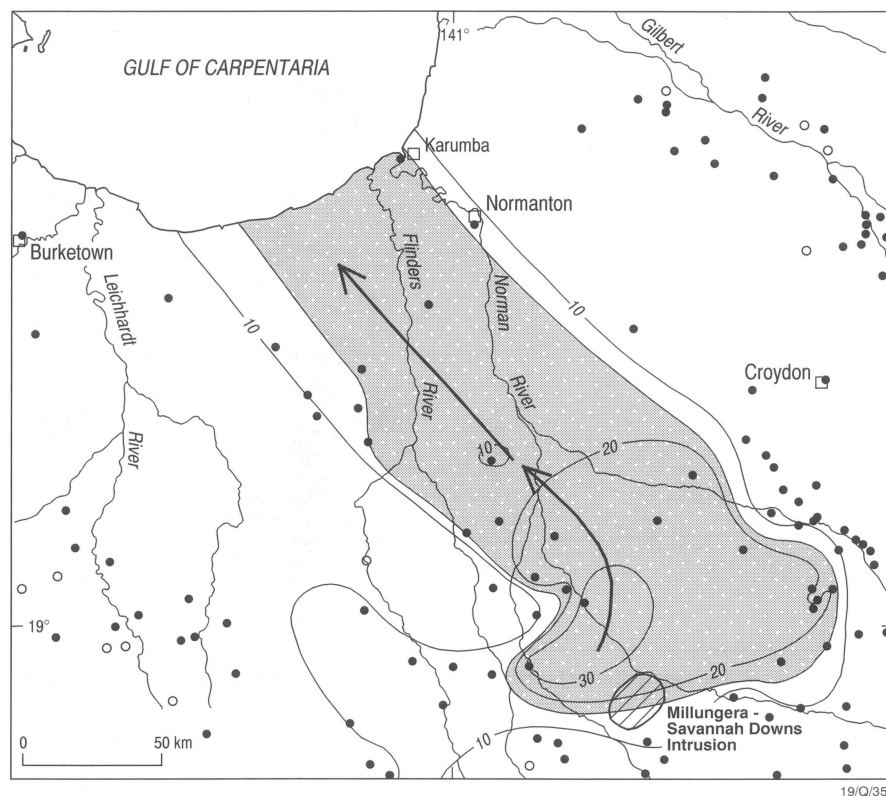 141°
Gilbert
River
GULF OF CARPENTARIA
Karumba
Normanton
Burketown
Flinders
River
Norman
River
Leichhardt
River
10
10
Croydon
10
20
19°
30
20
10
Millungera -
Savannah Downs
Intrusion
0 50 km
19/Q/35